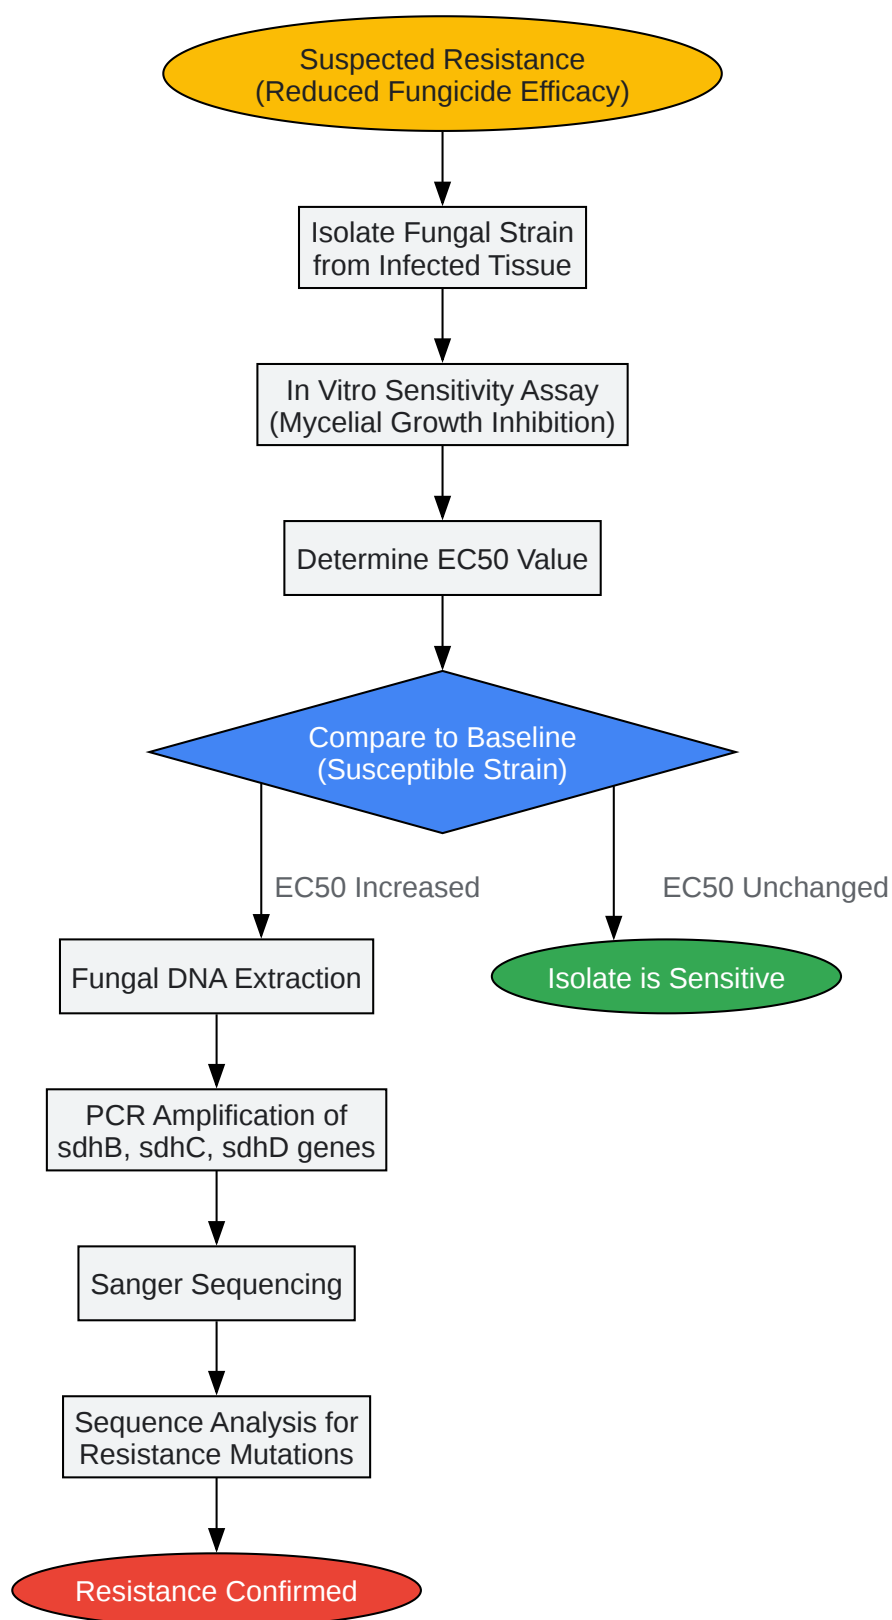 Suspected Resistance
(Reduced Fungicide Efficacy)
Isolate Fungal Strain
from Infected Tissue
In Vitro Sensitivity Assay
(Mycelial Growth Inhibition)
Determine EC50 Value
Compare to Baseline
(Susceptible Strain)
EC50 Increased
EC50 Unchanged
Fungal DNA Extraction
Isolate is Sensitive
PCR Amplification of
sdhB, sdhC, sdhD genes
Sanger Sequencing
Sequence Analysis for
Resistance Mutations
Resistance Confirmed